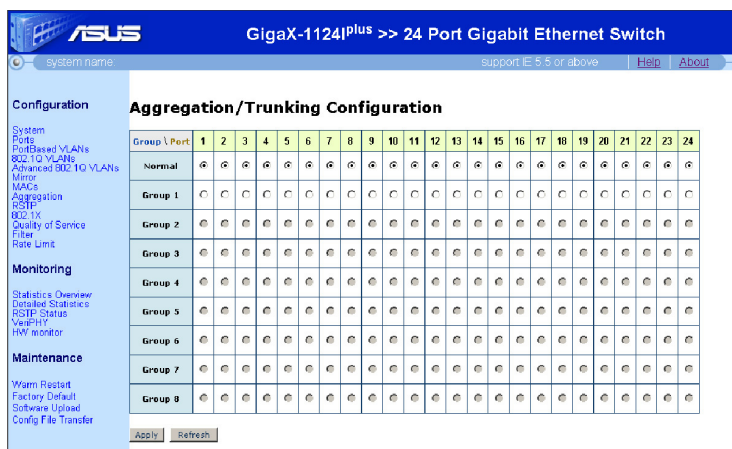 ASUS
GigaX-1124Iplus >> 24 Port Gigabit Ethernet Switch
system name:
support IE 5.5 or above
Help
About
Configuration
System
Ports
PortBased VLANs
802.1Q VLANs
Advanced 802.1Q VLANs
Mirror
MACs
Aggregation
RSTP
802.1X
Quality of Service
Filter
Rate Limit
Monitoring
Statistics Overview
Detailed Statistics
RSTP Status
VeriPHY
HW monitor
Maintenance
Warm Restart
Factory Default
Software Upload
Config File Transfer
Aggregation/Trunking Configuration
Group \ Port 1 2 3 4 5 6 7 8 9 10 11 12 13 14 15 16 17 18 19 20 21 22 23 24
Normal
Group 1
Group 2
Group 3
Group 4
Group 5
Group 6
Group 7
Group 8
Apply Refresh